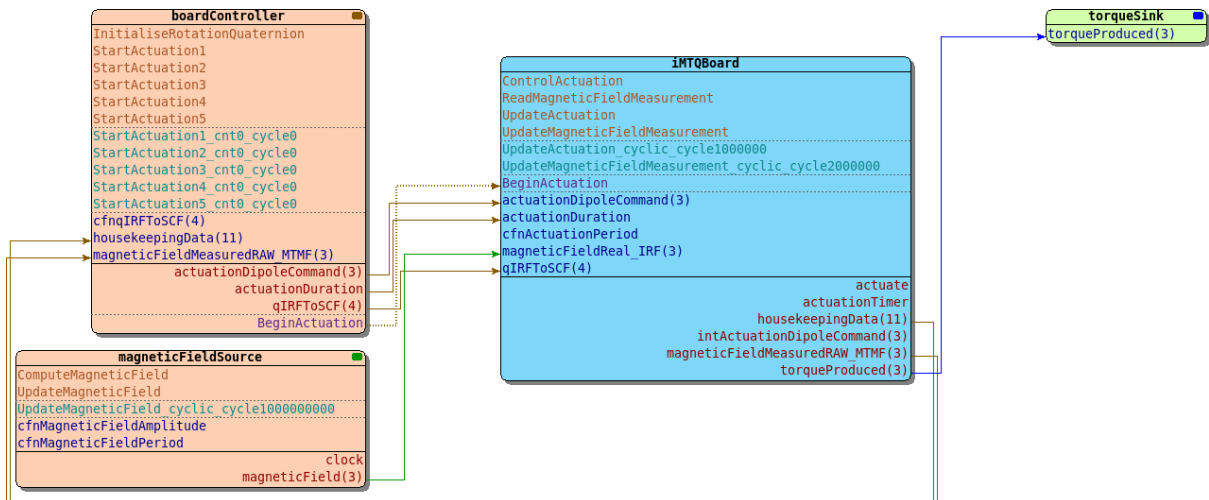 boardController
InitialiseRotationQuaternion
StartActuation1
StartActuation2
StartActuation3
StartActuation4
StartActuation5
StartActuation1_cnt0_cycle0
StartActuation2_cnt0_cycle0
StartActuation3_cnt0_cycle0
StartActuation4_cnt0_cycle0
StartActuation5_cnt0_cycle0
cfnqIRFToSCF(4)
housekeepingData(11)
magneticFieldMeasuredRAW_MTMF(3)
actuationDipoleCommand(3)
actuationDuration
qIRFToSCF(4)
BeginActuation
magneticFieldSource
ComputeMagneticField
UpdateMagneticField
UpdateMagneticField_cyclic_cycle1000000000
cfnMagneticFieldAmplitude
cfnMagneticFieldPeriod
clock
magneticField(3)
iMTQBoard
ControlActuation
ReadMagneticFieldMeasurement
UpdateActuation
UpdateMagneticFieldMeasurement
UpdateActuation_cyclic_cycle1000000
UpdateMagneticFieldMeasurement_cyclic_cycle2000000
BeginActuation
actuationDipoleCommand(3)
actuationDuration
cfnActuationPeriod
magneticFieldReal_IRF(3)
qIRFToSCF(4)
actuate
actuationTimer
housekeepingData(11)
intActuationDipoleCommand(3)
magneticFieldMeasuredRAW_MTMF(3)
torqueProduced(3)
torqueSink
torqueProduced(3)